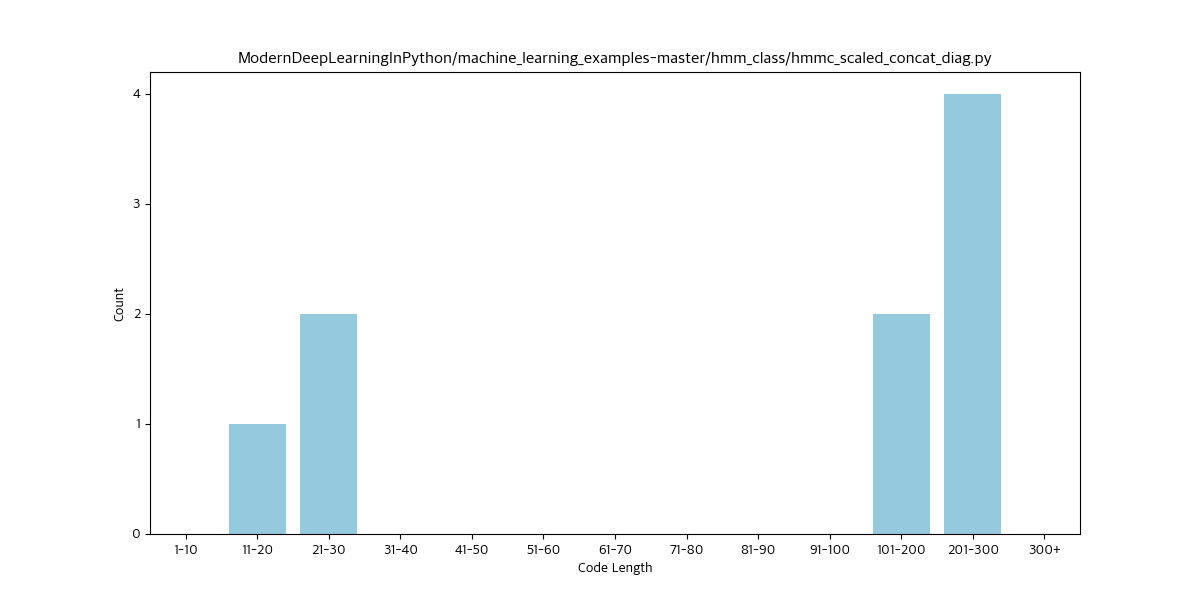 ModernDeepLearningInPython/machine_learning_examples-master/hmm_class/hmmc_scaled_concat_diag.py
4
3
2
1
0
Count
1-10 11-20 21-30 31-40 41-50 51-60 61-70 71-80 81-90 91-100 101-200 201-300 300+
Code Length